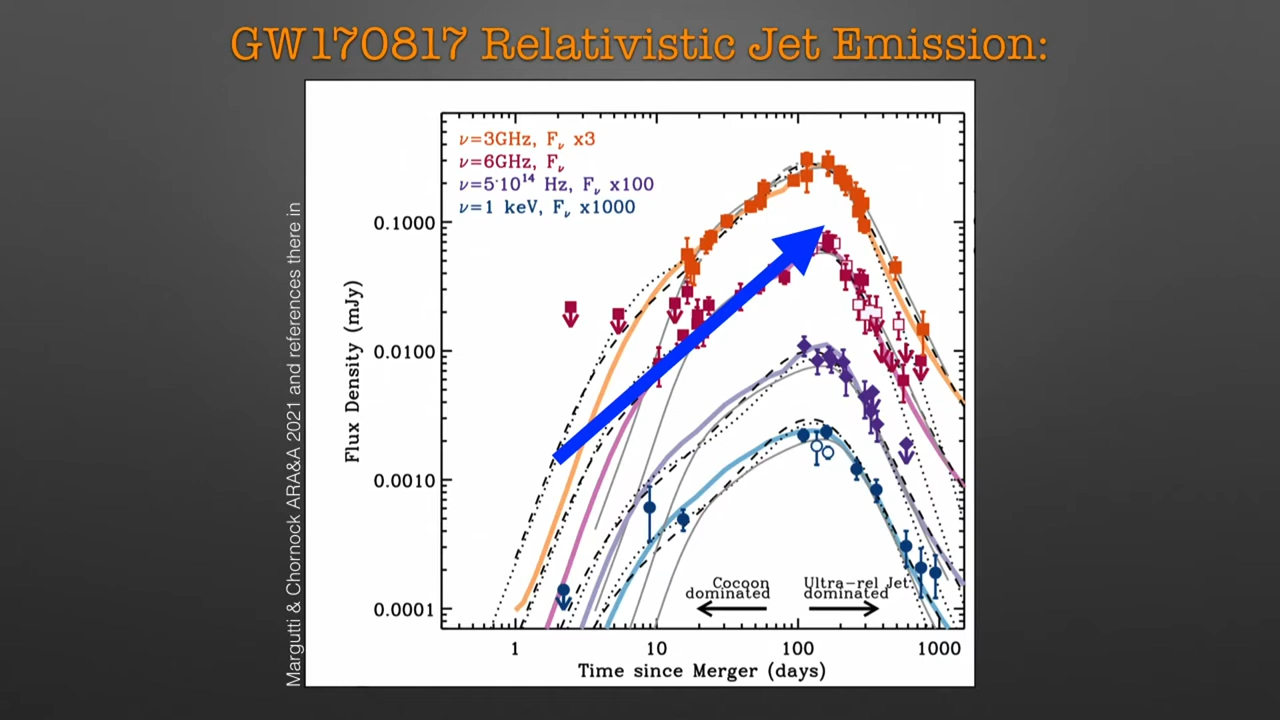 GW170817 Relativistic Jet Emission:
Margutti & Chornock ARA&A 2021 and references there in
ν=3GHz, Fν x3
ν=6GHz, Fν
ν=5·10¹⁴ Hz, Fν x100
ν=1 keV, Fν x1000
Flux Density (mJy)
0.1000
0.0100
0.0010
0.0001
Cocoon
dominated
Ultra-rel Jet
dominated
1 10 100 1000
Time since Merger (days)